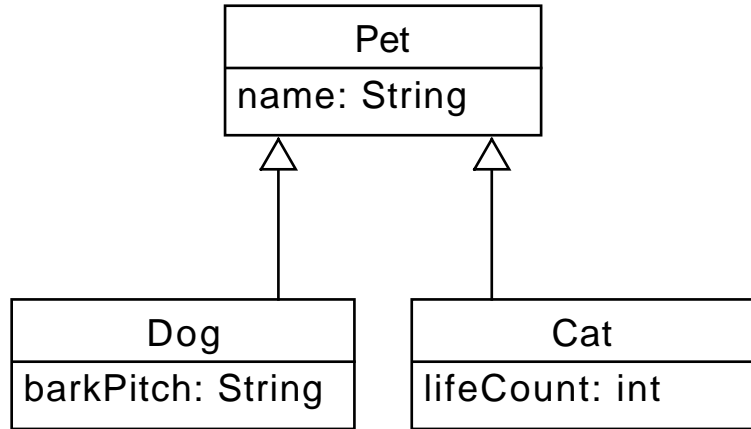 Pet
name: String
Dog
barkPitch: String
Cat
lifeCount: int